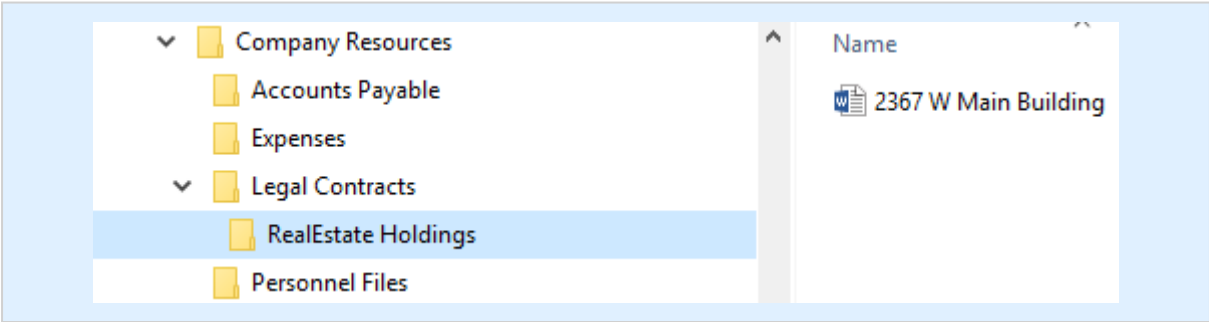 Company Resources
Accounts Payable
Expenses
Legal Contracts
RealEstate Holdings
Personnel Files
Name
2367 W Main Building